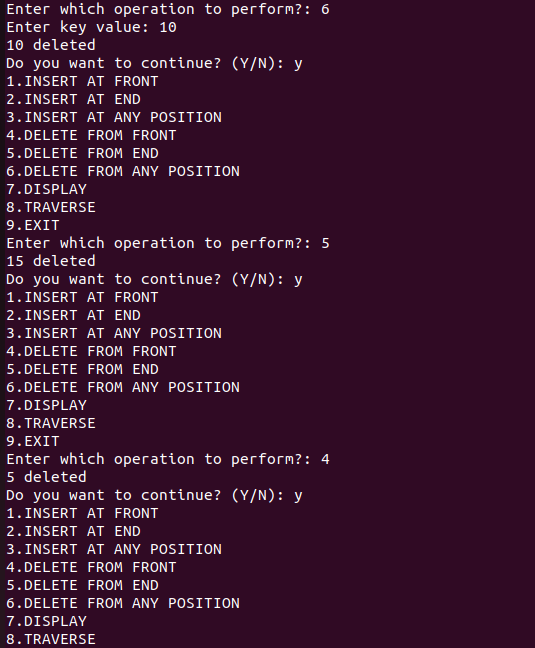 Enter which operation to perform?: 6
Enter key value: 10
10 deleted
Do you want to continue? (Y/N): y
1.INSERT AT FRONT
2.INSERT AT END
3.INSERT AT ANY POSITION
4.DELETE FROM FRONT
5.DELETE FROM END
6.DELETE FROM ANY POSITION
7.DISPLAY
8.TRAVERSE
9.EXIT
Enter which operation to perform?: 5
15 deleted
Do you want to continue? (Y/N): y
1.INSERT AT FRONT
2.INSERT AT END
3.INSERT AT ANY POSITION
4.DELETE FROM FRONT
5.DELETE FROM END
6.DELETE FROM ANY POSITION
7.DISPLAY
8.TRAVERSE
9.EXIT
Enter which operation to perform?: 4
5 deleted
Do you want to continue? (Y/N): y
1.INSERT AT FRONT
2.INSERT AT END
3.INSERT AT ANY POSITION
4.DELETE FROM FRONT
5.DELETE FROM END
6.DELETE FROM ANY POSITION
7.DISPLAY
8.TRAVERSE